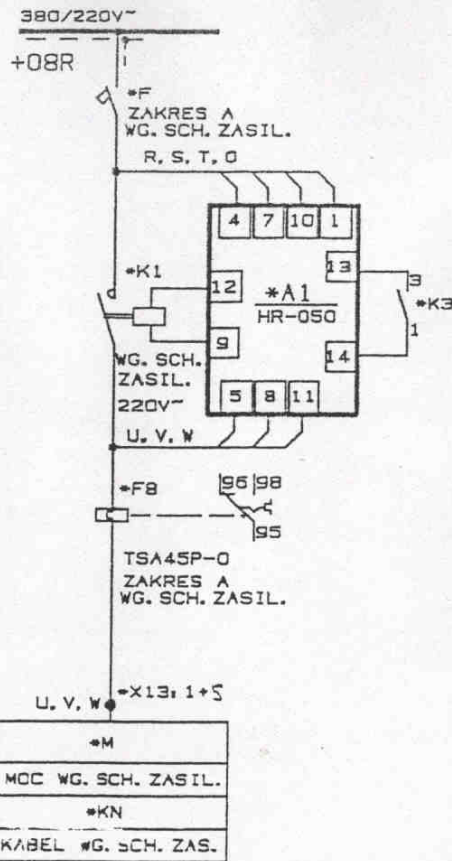 380/220V~
+08R
*F
ZAKRES A
WG. SCH. ZASIL.
R, S, T, 0
4 7 10 1
*K1
12
*A1
HR-050
13
3
*K3
1
9
14
WG. SCH.
ZASIL.
220V~
5 8 11
U, V, W
*F8
96 98
95
TSA45P-0
ZAKRES A
WG. SCH. ZASIL.
U, V, W
*X13: 1+5
*M
MOC WG. SCH. ZASIL.
*KN
KABEL WG. SCH. ZAS.